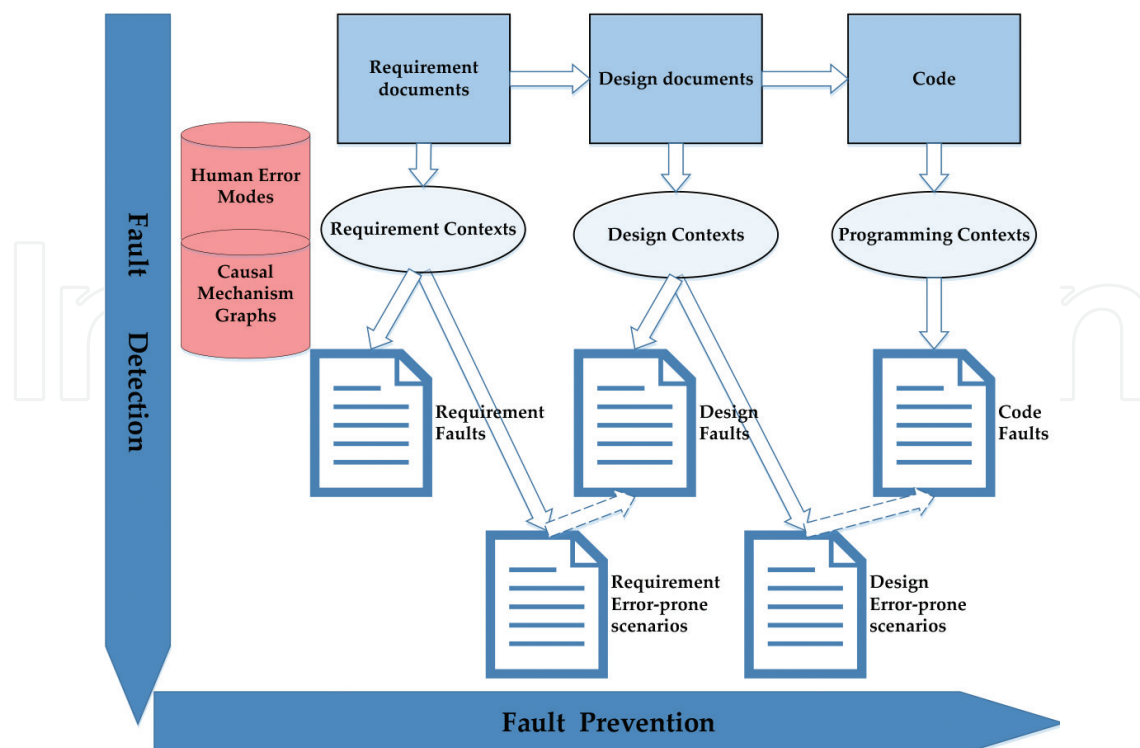 Requirement
documents
Design documents
Code
Human Error
Modes
Causal
Mechanism
Graphs
Fault Detection
Requirement Contexts
Design Contexts
Programming Contexts
Requirement
Faults
Design
Faults
Code
Faults
Requirement
Error-prone
scenarios
Design
Error-prone
scenarios
Fault Prevention